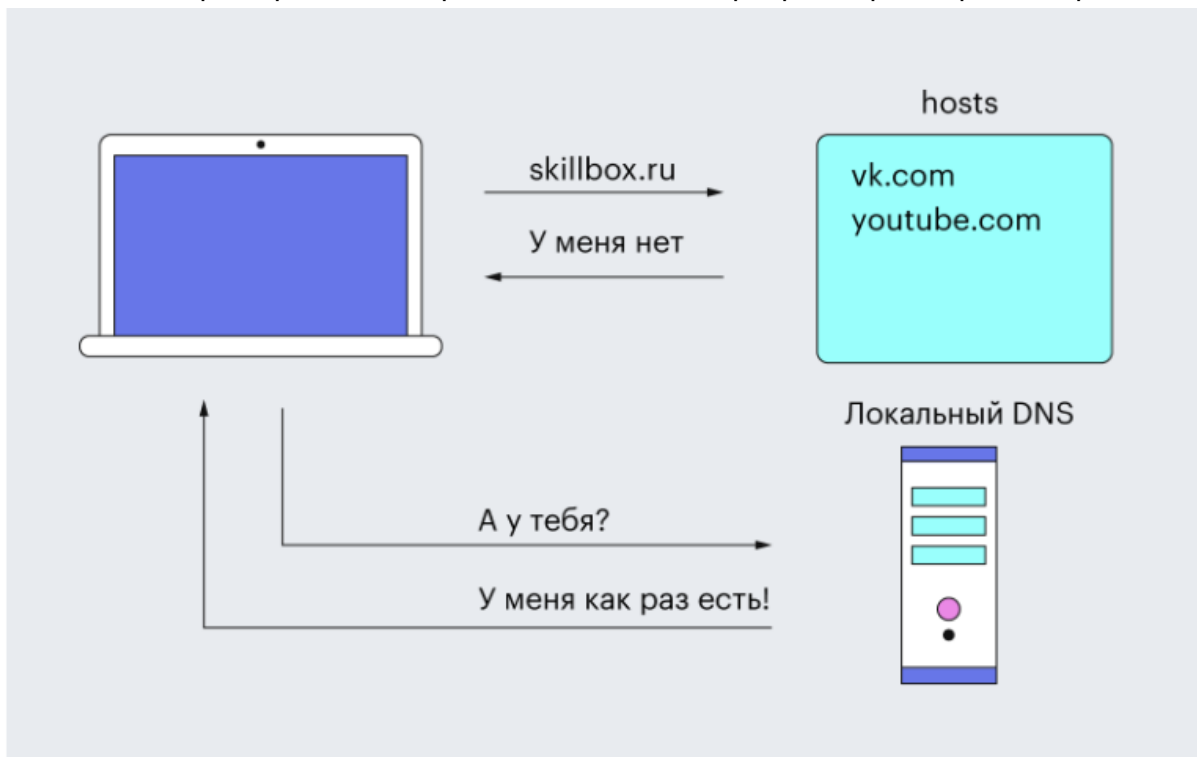 hosts
skillbox.ru
vk.com
youtube.com
У меня нет
Локальный DNS
А у тебя?
У меня как раз есть!